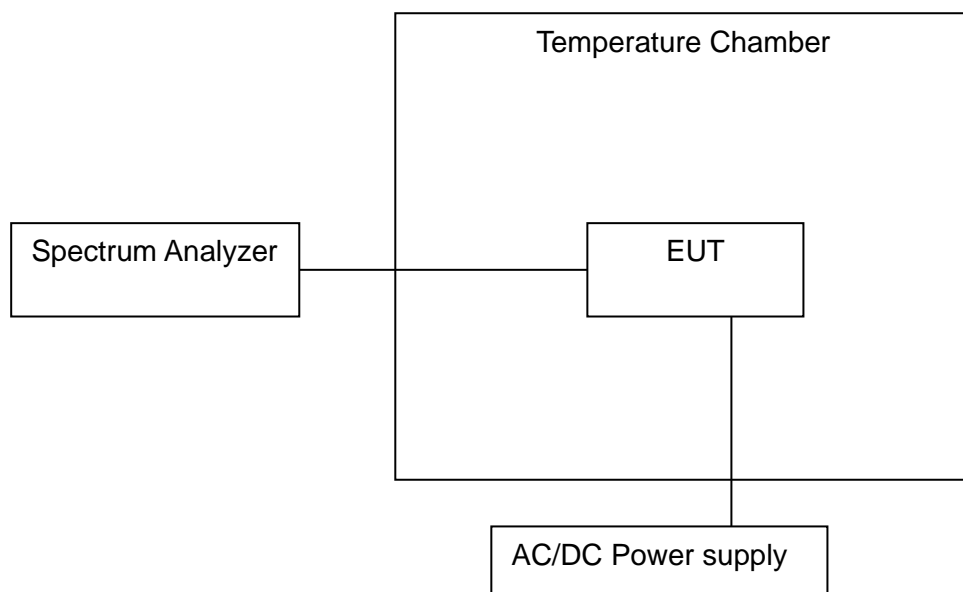 Temperature Chamber
Spectrum Analyzer
EUT
AC/DC Power supply